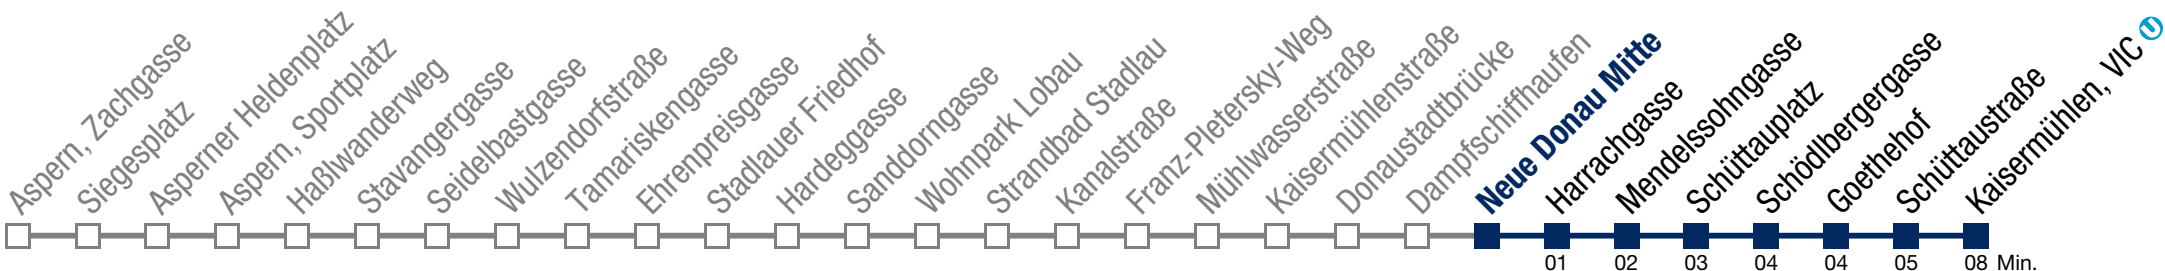 Aspern, Zachgasse
Siegesplatz
Asperner Heldenplatz
Aspern, Sportplatz
Haßlwanderweg
Stavangergasse
Seidelbastgasse
Wulzendorfstraße
Tamariskengasse
Ehrenpreisgasse
Stadlauer Friedhof
Hardeggasse
Sanddorngasse
Wohnpark Lobau
Strandbad Stadlau
Kanalstraße
Franz-Pletersky-Weg
Mühlwasserstraße
Kaisermühlenstraße
Donaustadtbrücke
Dampfschiffhaufen
Neue Donau Mitte
Harrachgasse
Mendelssohngasse
Schüttauplatz
Schödlbergergasse
Goethehof
Schüttaustraße
Kaisermühlen, VIC U
01 02 03 04 04 05 08 Min.